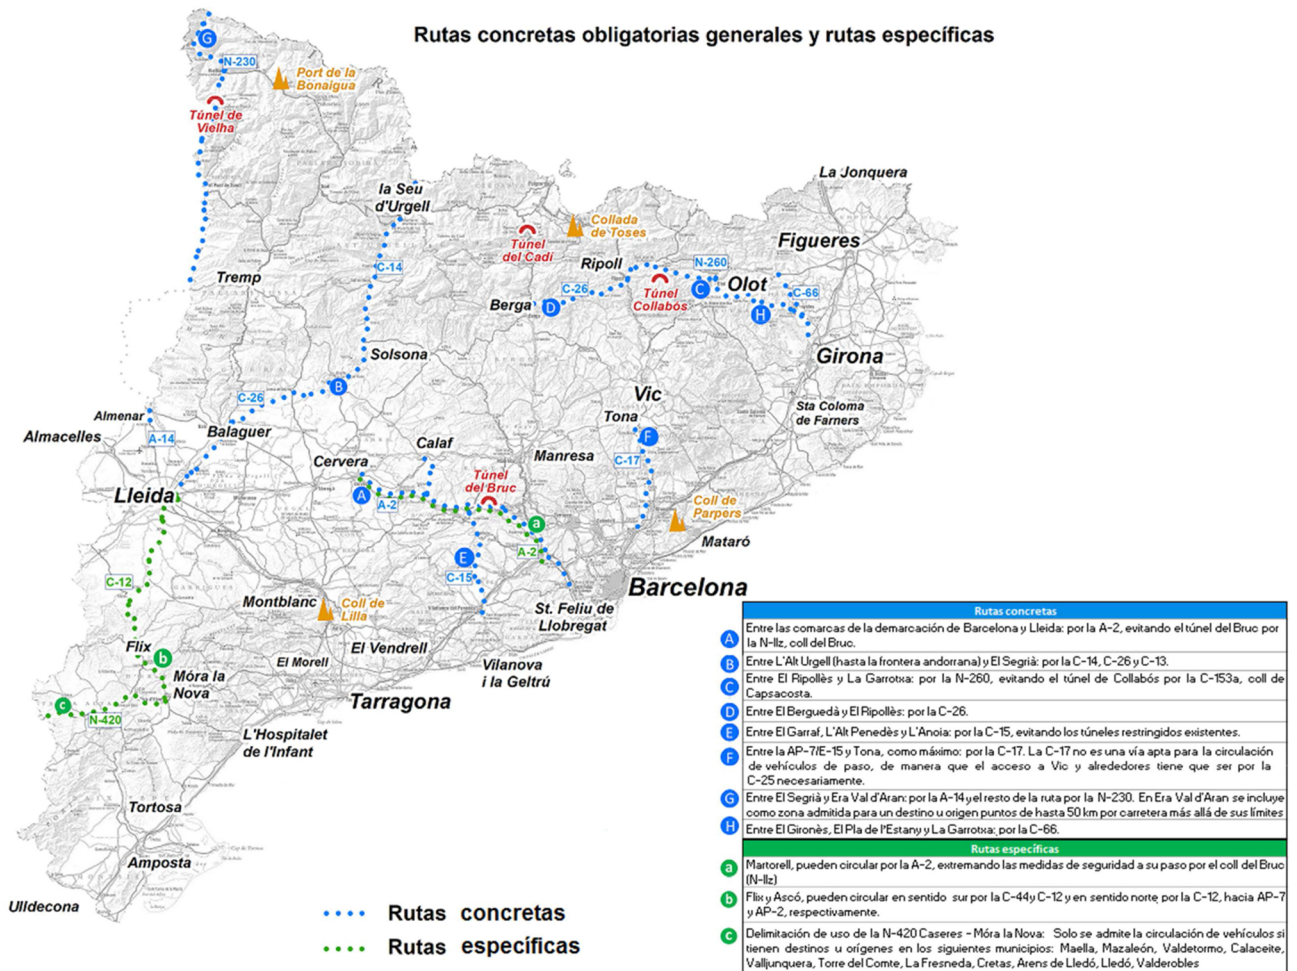 Rutas concretas obligatorias generales y rutas específicas
G
N-230
Port de la
Bonaigua
Túnel de
Vielha
la Seu
d'Urgell
La Jonquera
Collada
de Toses
Túnel
del Cadí
Figueres
C-14
Ripoll
N-260
Tremp
C-26
Túnel
Collabós
C
Olot
C-66
Berga
D
H
Solsona
Girona
B
C-26
Vic
Almenar
Tona
Sta Coloma
de Farners
Almacelles
A-14
Balaguer
Calaf
F
Cervera
Manresa
C-17
Túnel
del Bruc
Lleida
A
A-2
Coll de
Parpers
a
Mataró
A-2
E
C-15
C-12
Barcelona
Montblanc
Coll de
Lilla
St. Feliu de
Llobregat
Flix
b
El Morell
El Vendrell
Móra la
Nova
Vilanova
i la Geltrú
c
N-420
Tarragona
L'Hospitalet
de l'Infant
Tortosa
Amposta
Ulldecona
Rutas concretas
Rutas específicas
Rutas concretas
A Entre las comarcas de la demarcación de Barcelona y Lleida: por la A-2, evitando el túnel del Bruc por
la N-IIz, coll del Bruc.
B Entre L'Alt Urgell (hasta la frontera andorrana) y El Segrià: por la C-14, C-26 y C-13.
C Entre El Ripollès y La Garrotxa: por la N-260, evitando el túnel de Collabós por la C-153a, coll de
Capsacosta.
D Entre El Berguedà y El Ripollès: por la C-26.
E Entre El Garraf, L'Alt Penedès y L'Anoia: por la C-15, evitando los túneles restringidos existentes.
F Entre la AP-7/E-15 y Tona, como máximo: por la C-17. La C-17 no es una vía apta para la circulación
de vehículos de paso, de manera que el acceso a Vic y alrededores tiene que ser por la
C-25 necesariamente.
G Entre El Segrià y Era Val d'Aran: por la A-14 y el resto de la ruta por la N-230. En Era Val d'Aran se incluye
como zona admitida para un destino u origen puntos de hasta 50 km por carretera más allá de sus límites
H Entre El Gironès, El Pla de l'Estany y La Garrotxa: por la C-66.
Rutas específicas
a Martorell, pueden circular por la A-2, extremando las medidas de seguridad a su paso por el coll del Bruc
(N-IIz)
b Flix y Ascó, pueden circular en sentido sur por la C-44 y C-12 y en sentido norte por la C-12, hacia AP-7
y AP-2, respectivamente.
c Delimitación de uso de la N-420 Caseres - Móra la Nova: Solo se admite la circulación de vehículos si
tienen destinos u orígenes en los siguientes municipios: Maella, Mazaleón, Valdetormo, Calaceite,
Valljunquera, Torre del Comte, La Fresneda, Cretas, Arens de Lledó, Lledó, Valderobles